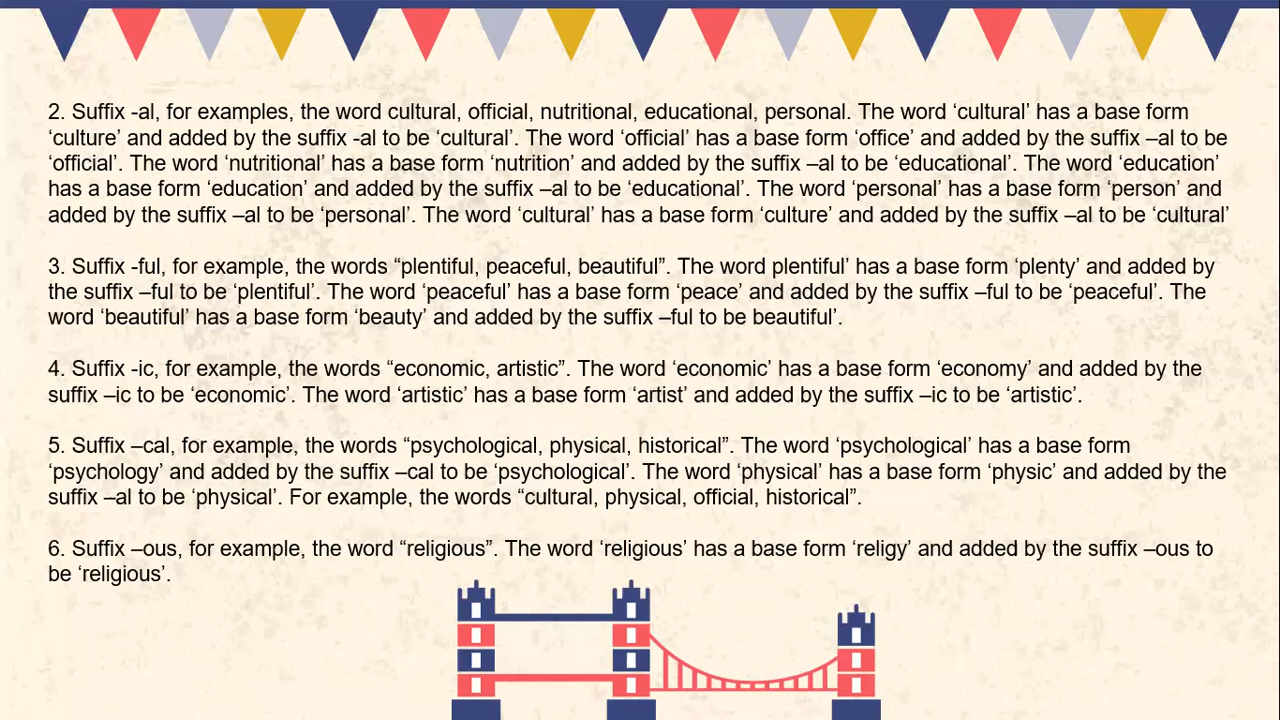 2. Suffix -al, for examples, the word cultural, official, nutritional, educational, personal. The word ‘cultural’ has a base form
‘culture’ and added by the suffix -al to be ‘cultural’. The word ‘official’ has a base form ‘office’ and added by the suffix –al to be
‘official’. The word ‘nutritional’ has a base form ‘nutrition’ and added by the suffix –al to be ‘educational’. The word ‘education’
has a base form ‘education’ and added by the suffix –al to be ‘educational’. The word ‘personal’ has a base form ‘person’ and
added by the suffix –al to be ‘personal’. The word ‘cultural’ has a base form ‘culture’ and added by the suffix –al to be ‘cultural’
3. Suffix -ful, for example, the words “plentiful, peaceful, beautiful”. The word plentiful’ has a base form ‘plenty’ and added by
the suffix –ful to be ‘plentiful’. The word ‘peaceful’ has a base form ‘peace’ and added by the suffix –ful to be ‘peaceful’. The
word ‘beautiful’ has a base form ‘beauty’ and added by the suffix –ful to be beautiful’.
4. Suffix -ic, for example, the words “economic, artistic”. The word ‘economic’ has a base form ‘economy’ and added by the
suffix –ic to be ‘economic’. The word ‘artistic’ has a base form ‘artist’ and added by the suffix –ic to be ‘artistic’.
5. Suffix –cal, for example, the words “psychological, physical, historical”. The word ‘psychological’ has a base form
‘psychology’ and added by the suffix –cal to be ‘psychological’. The word ‘physical’ has a base form ‘physic’ and added by the
suffix –al to be ‘physical’. For example, the words “cultural, physical, official, historical”.
6. Suffix –ous, for example, the word “religious”. The word ‘religious’ has a base form ‘religy’ and added by the suffix –ous to
be ‘religious’.